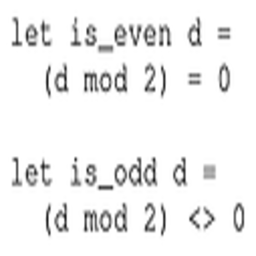 let is_even d =
(d mod 2) = 0
let is_odd d =
(d mod 2) <> 0